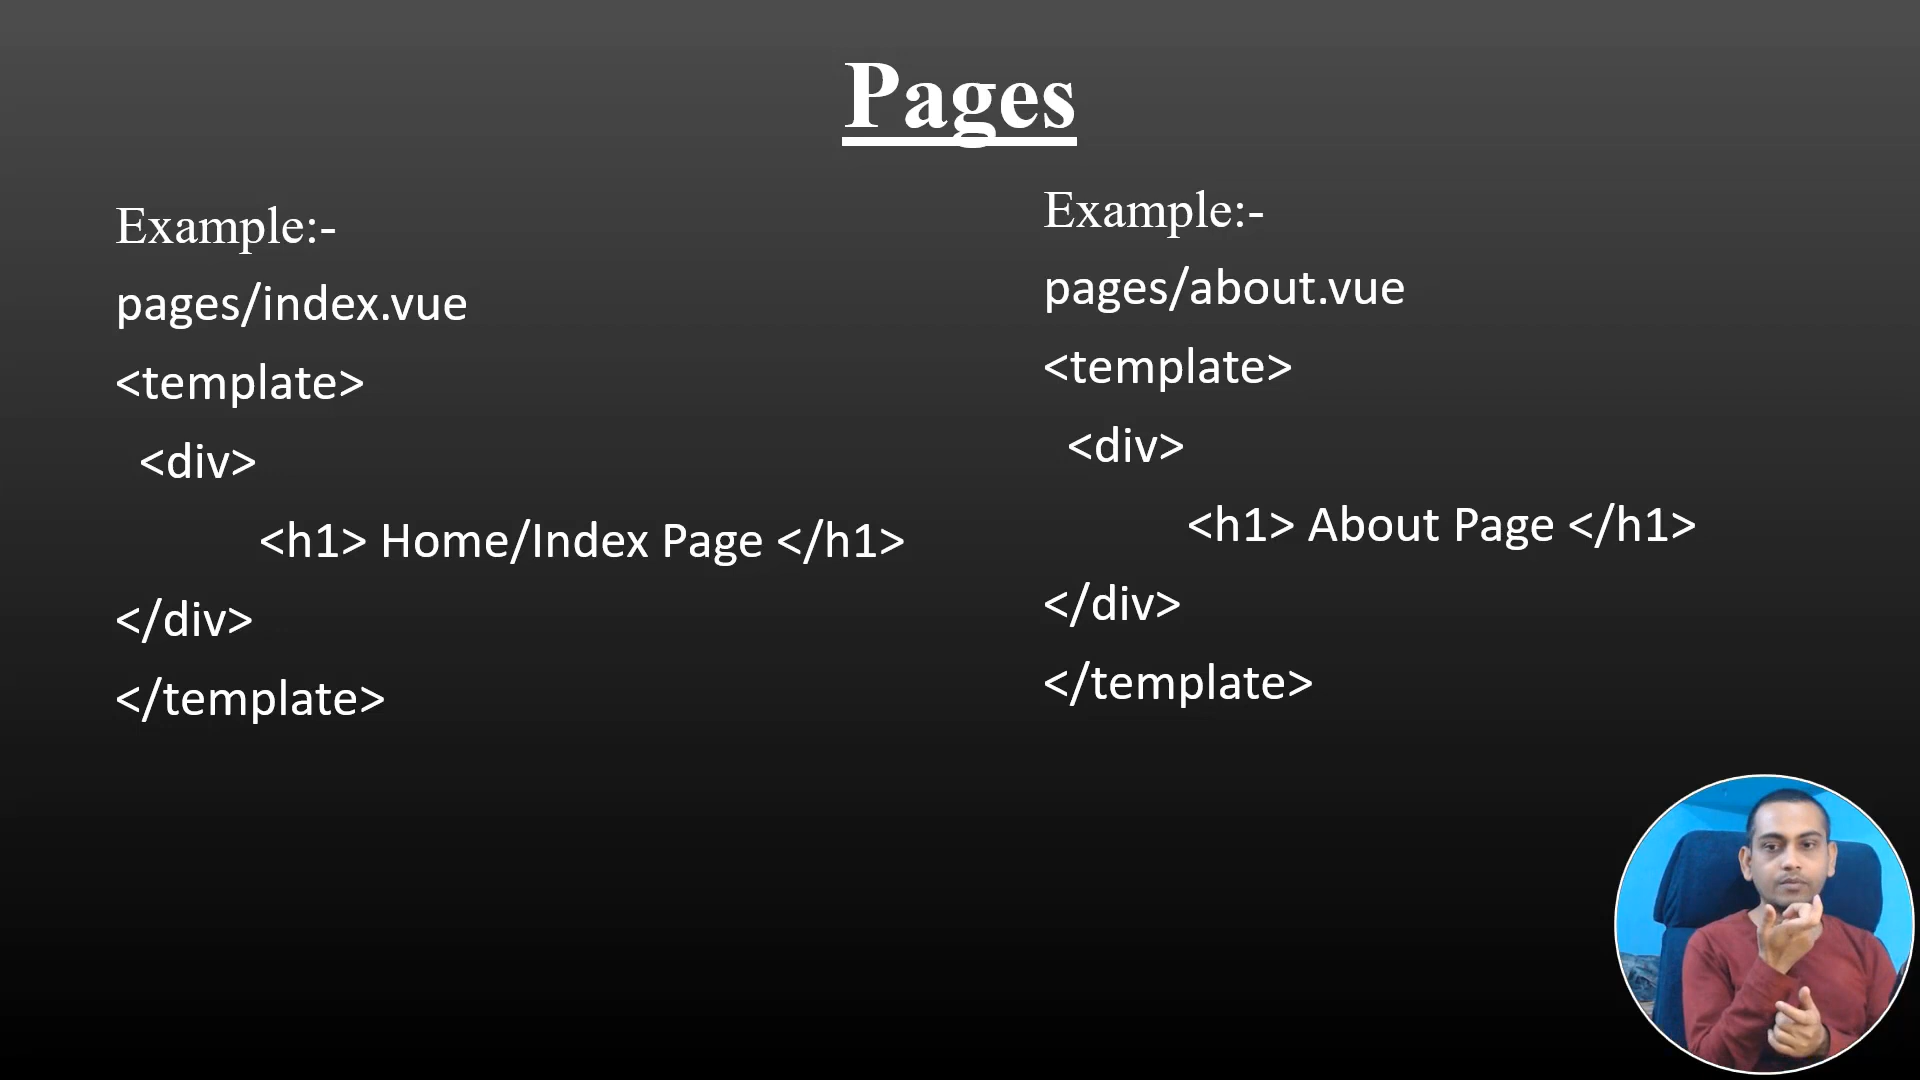 Pages
Example:-
pages/index.vue
<template>
<div>
<h1> Home/Index Page </h1>
</div>
</template>
Example:-
pages/about.vue
<template>
<div>
<h1> About Page </h1>
</div>
</template>